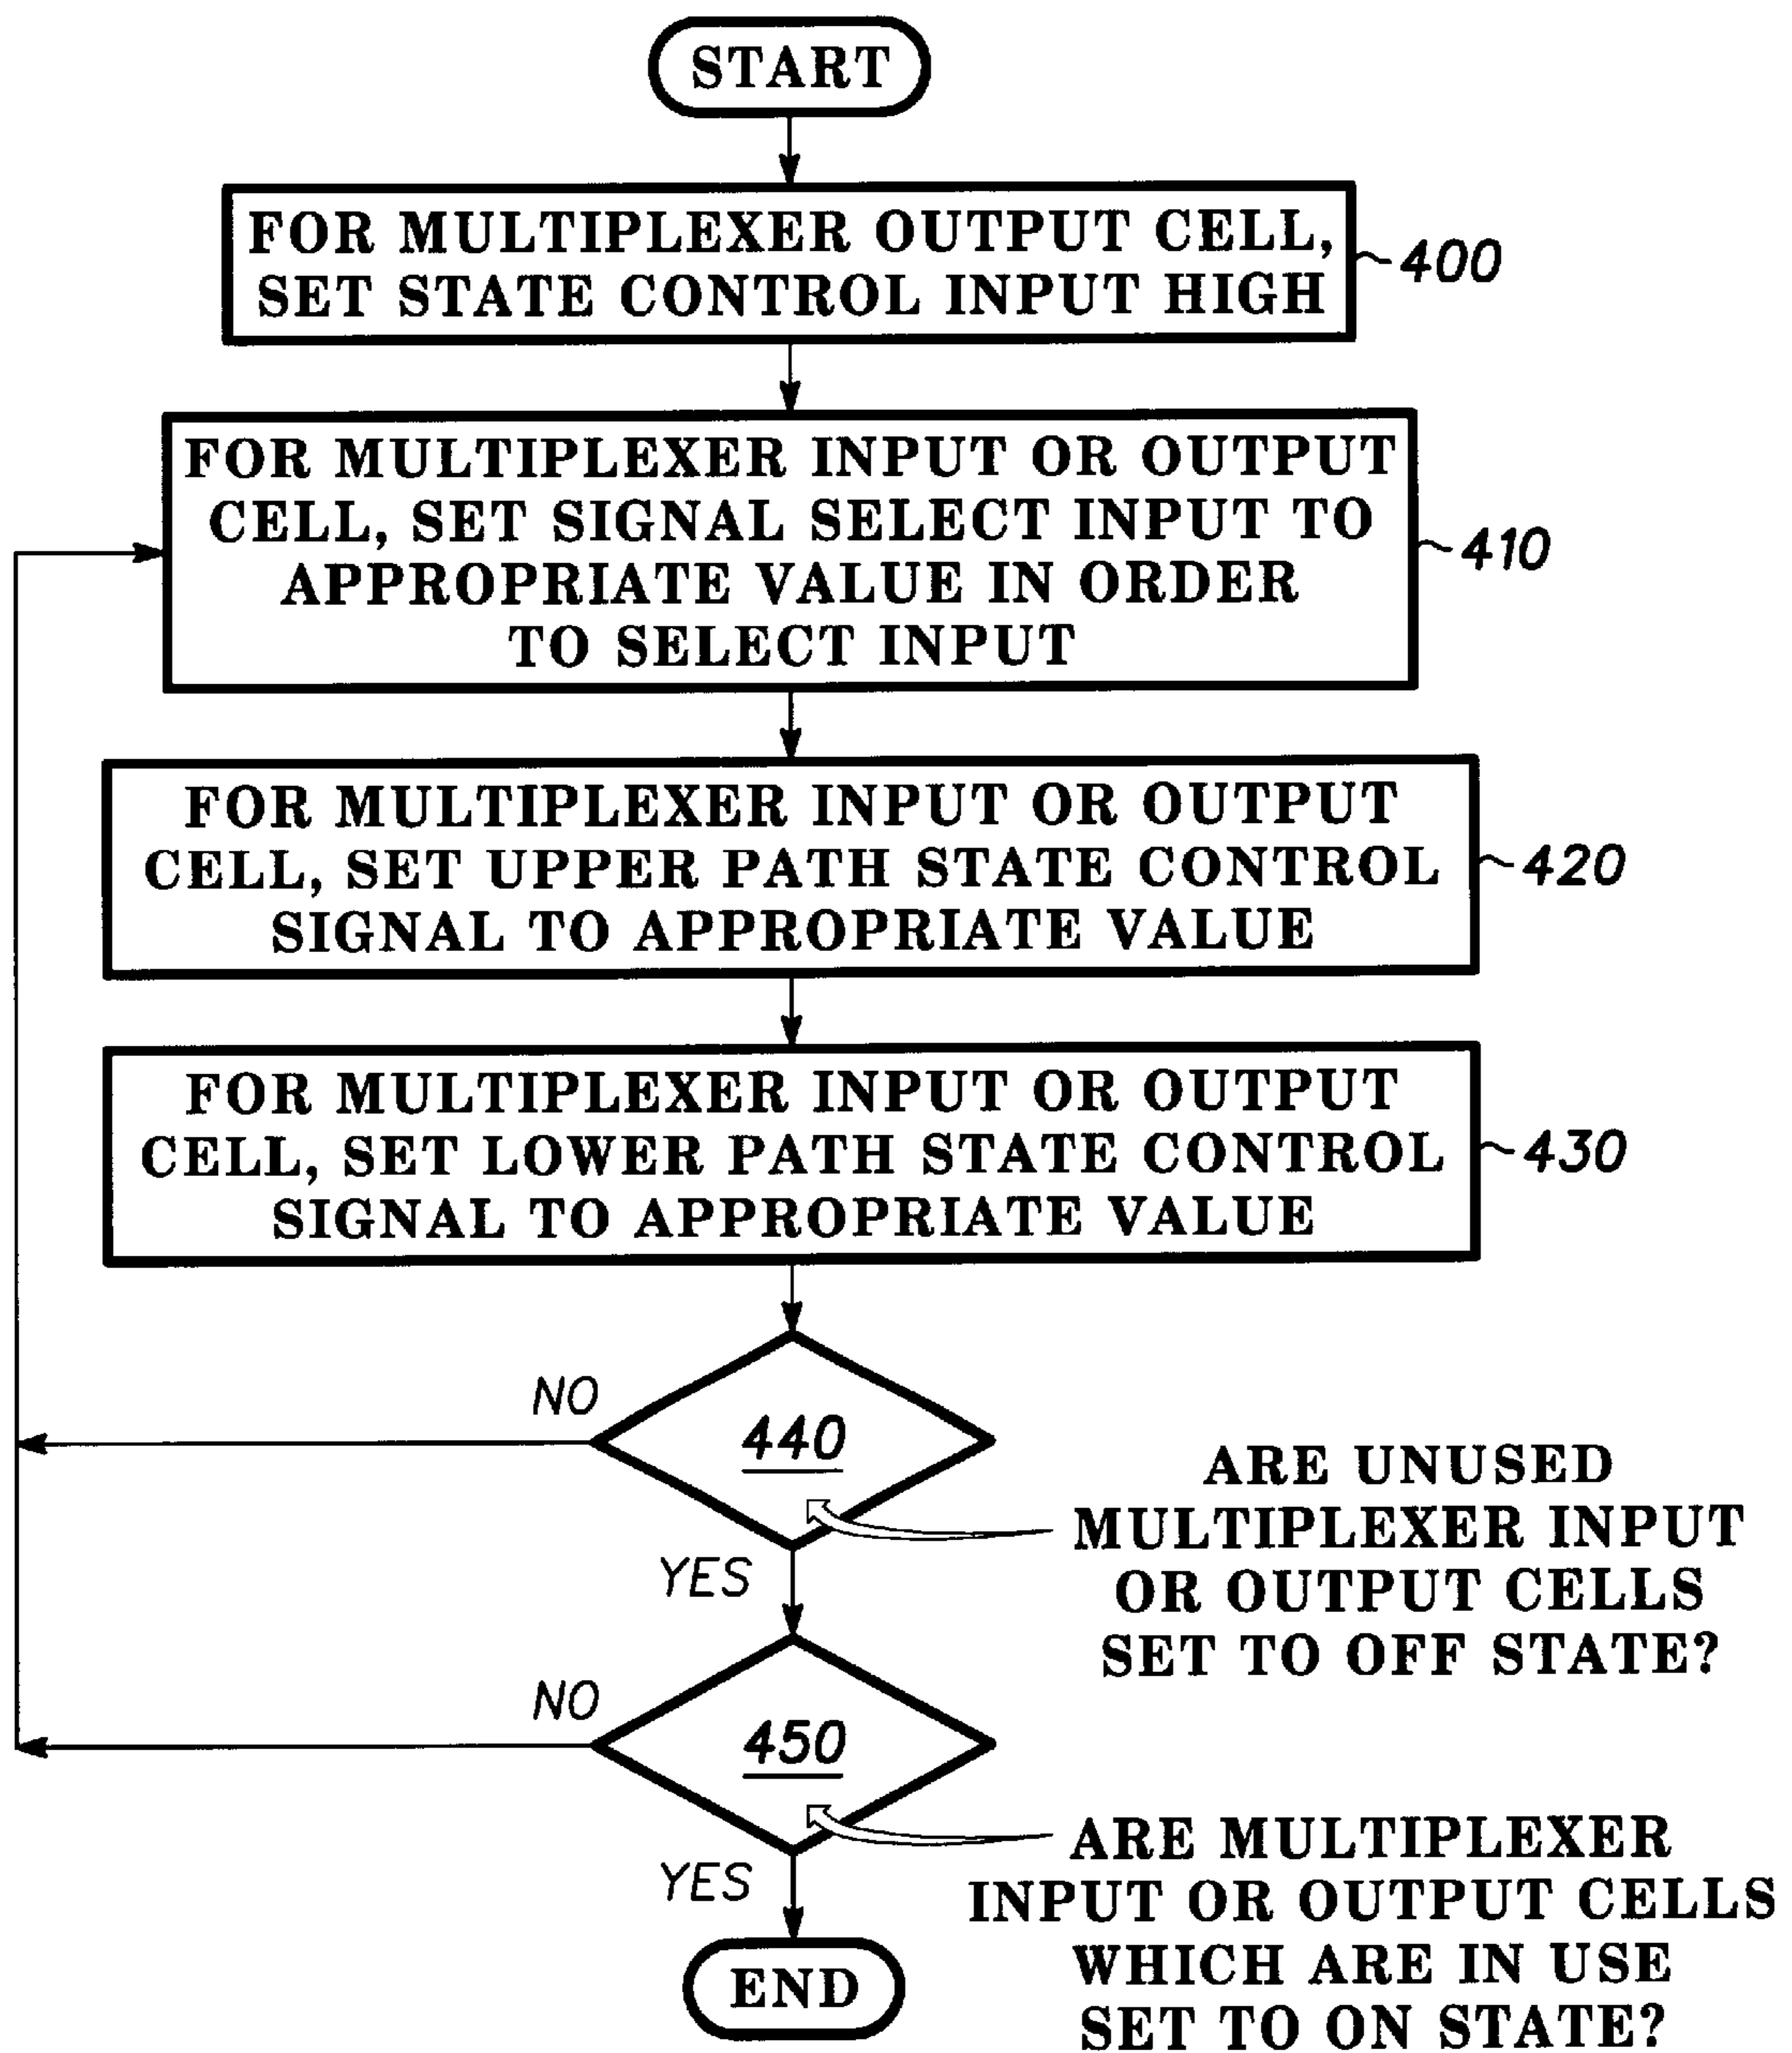 START
FOR MULTIPLEXER OUTPUT CELL,
SET STATE CONTROL INPUT HIGH
400
FOR MULTIPLEXER INPUT OR OUTPUT
CELL, SET SIGNAL SELECT INPUT TO
APPROPRIATE VALUE IN ORDER
TO SELECT INPUT
410
FOR MULTIPLEXER INPUT OR OUTPUT
CELL, SET UPPER PATH STATE CONTROL
SIGNAL TO APPROPRIATE VALUE
420
FOR MULTIPLEXER INPUT OR OUTPUT
CELL, SET LOWER PATH STATE CONTROL
SIGNAL TO APPROPRIATE VALUE
430
NO
440
ARE UNUSED
MULTIPLEXER INPUT
OR OUTPUT CELLS
SET TO OFF STATE?
YES
NO
450
ARE MULTIPLEXER
INPUT OR OUTPUT CELLS
WHICH ARE IN USE
SET TO ON STATE?
YES
END